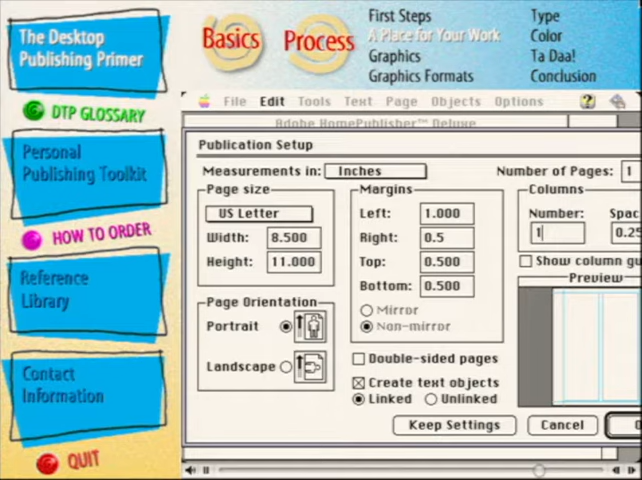 The Desktop
Publishing Primer
DTP GLOSSARY
Personal
Publishing Toolkit
HOW TO ORDER
Reference
Library
Contact
Information
QUIT
Basics
Process
First Steps
A Place for Your Work
Graphics
Graphics Formats
Type
Color
Ta Daa!
Conclusion
File Edit Tools Text Page Objects Options
Adobe HomePublisher™ Deluxe
Publication Setup
Measurements in: Inches
Number of Pages: 1
Page size
US Letter
Width: 8.500
Height: 11.000
Page Orientation
Portrait
Landscape
Margins
Left: 1.000
Right: 0.5
Top: 0.500
Bottom: 0.500
Mirror
Non-mirror
Double-sided pages
Create text objects
Linked Unlinked
Columns
Number: Spac
1 0.25
Show column gu
Preview
Keep Settings Cancel O